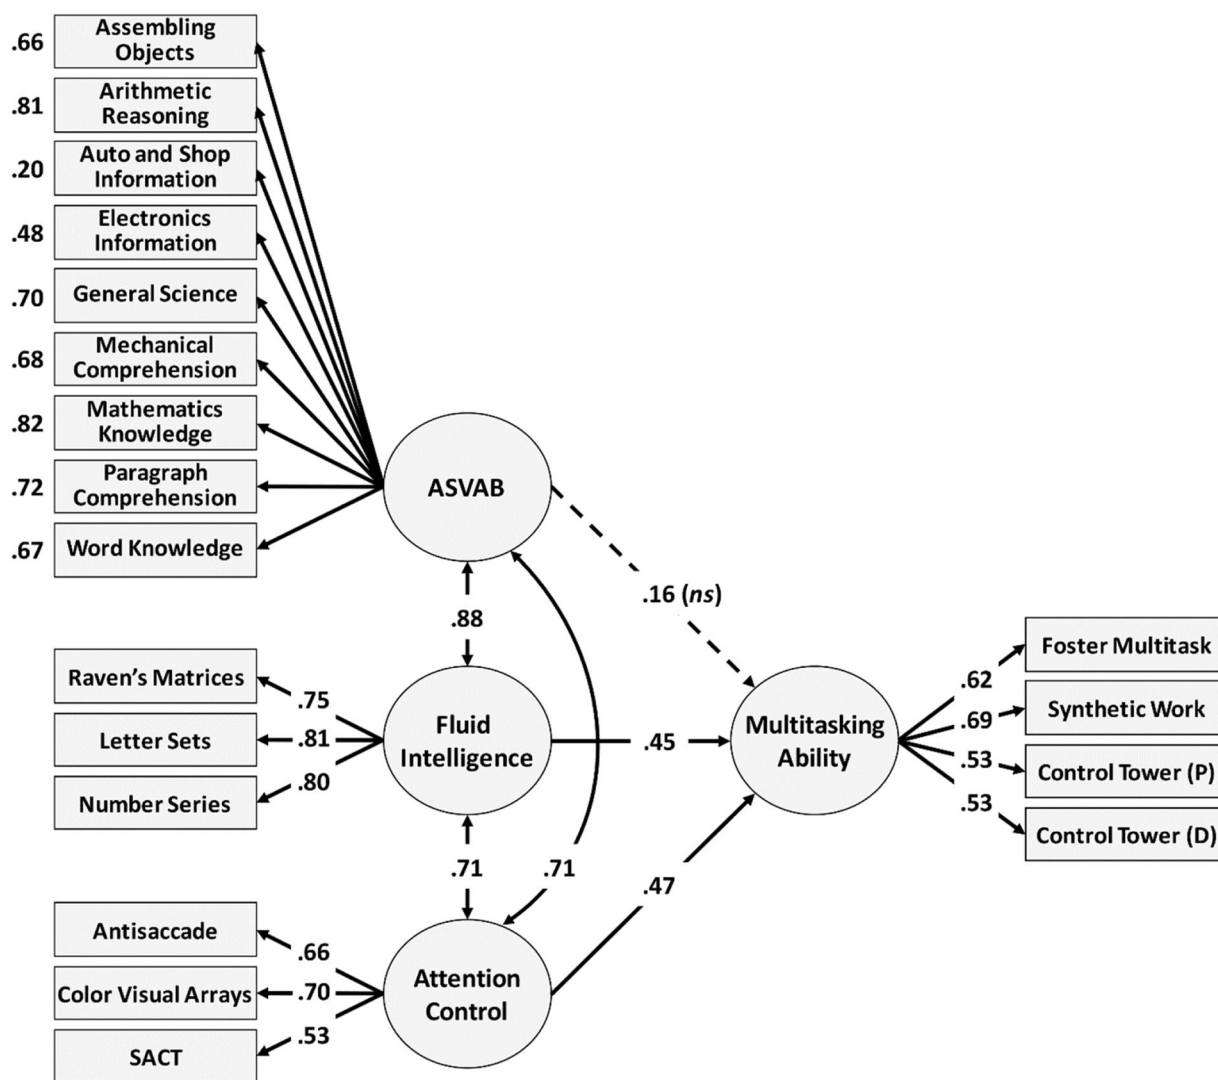 .66
Assembling
Objects
.81
Arithmetic
Reasoning
.20
Auto and Shop
Information
.48
Electronics
Information
.70
General Science
.68
Mechanical
Comprehension
.82
Mathematics
Knowledge
.72
Paragraph
Comprehension
.67
Word Knowledge
ASVAB
.16 (ns)
.88
Raven's Matrices
.75
Letter Sets
.81
Number Series
.80
Fluid
Intelligence
.45
Multitasking
Ability
.62
Foster Multitask
.69
Synthetic Work
.53
Control Tower (P)
.53
Control Tower (D)
.71
.71
.47
Antisaccade
.66
Color Visual Arrays
.70
SACT
.53
Attention
Control